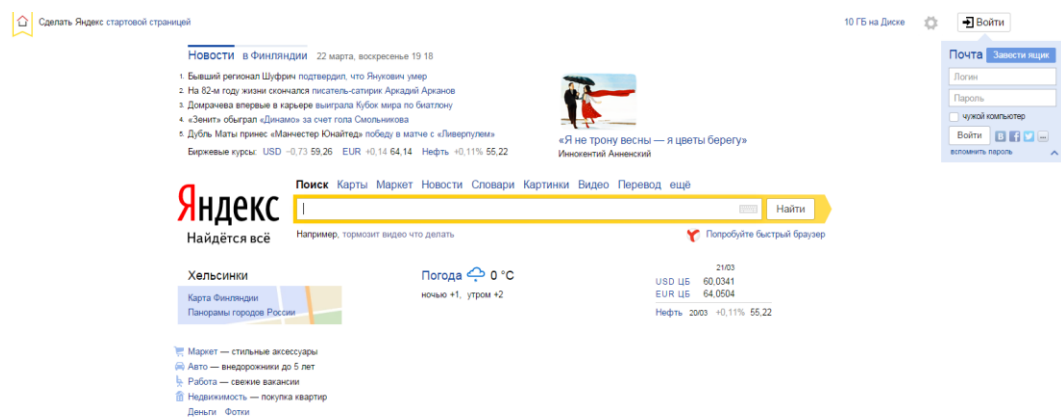 Сделать Яндекс стартовой страницей
10 ГБ на Диске
Войти
Новости в Финляндии 22 марта, воскресенье 19 18
1. Бывший регионал Шуфрич подтвердил, что Янукович умер
2. На 82-м году жизни скончался писатель-сатирик Аркадий Арканов
3. Домрачева впервые в карьере выиграла Кубок мира по биатлону
4. «Зенит» обыграл «Динамо» за счет гола Смольникова
5. Дубль Маты принес «Манчестер Юнайтед» победу в матче с «Ливерпулем»
Биржевые курсы: USD −0,73 59,26 EUR +0,14 64,14 Нефть +0,11% 55,22
«Я не трону весны — я цветы берегу»
Иннокентий Анненский
Почта Завести ящик
Логин
Пароль
чужой компьютер
Войти
вспомнить пароль
Поиск Карты Маркет Новости Словари Картинки Видео Перевод ещё
Яндекс
Найдётся всё
Найти
Например, тормозит видео что делать
Попробуйте быстрый браузер
Хельсинки
Карта Финляндии
Панорамы городов России
Погода 0 °C
ночью +1, утром +2
21/03
USD ЦБ 60,0341
EUR ЦБ 64,0504
Нефть 20/03 +0,11% 55,22
Маркет — стильные аксессуары
Авто — внедорожники до 5 лет
Работа — свежие вакансии
Недвижимость — покупка квартир
Деньги Фотки